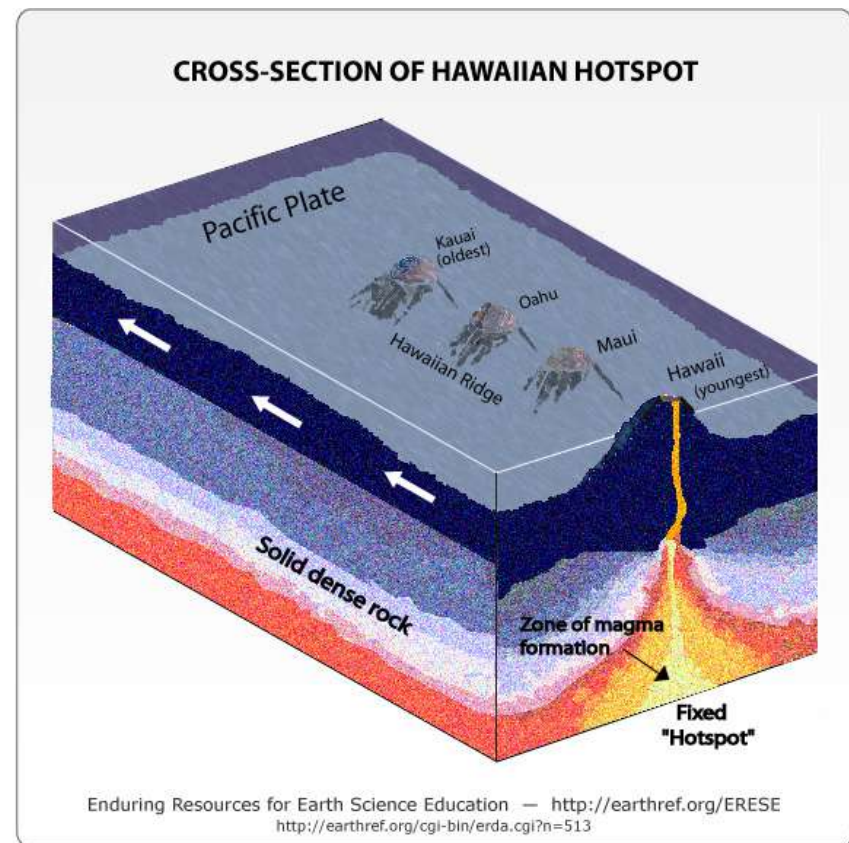 CROSS-SECTION OF HAWAIIAN HOTSPOT
Pacific Plate
Kauai
(oldest)
Oahu
Hawaiian Ridge
Maui
Hawaii
(youngest)
Solid dense rock
Zone of magma
formation
Fixed
"Hotspot"
Enduring Resources for Earth Science Education — http://earthref.org/ERESE
http://earthref.org/cgi-bin/erda.cgi?n=513